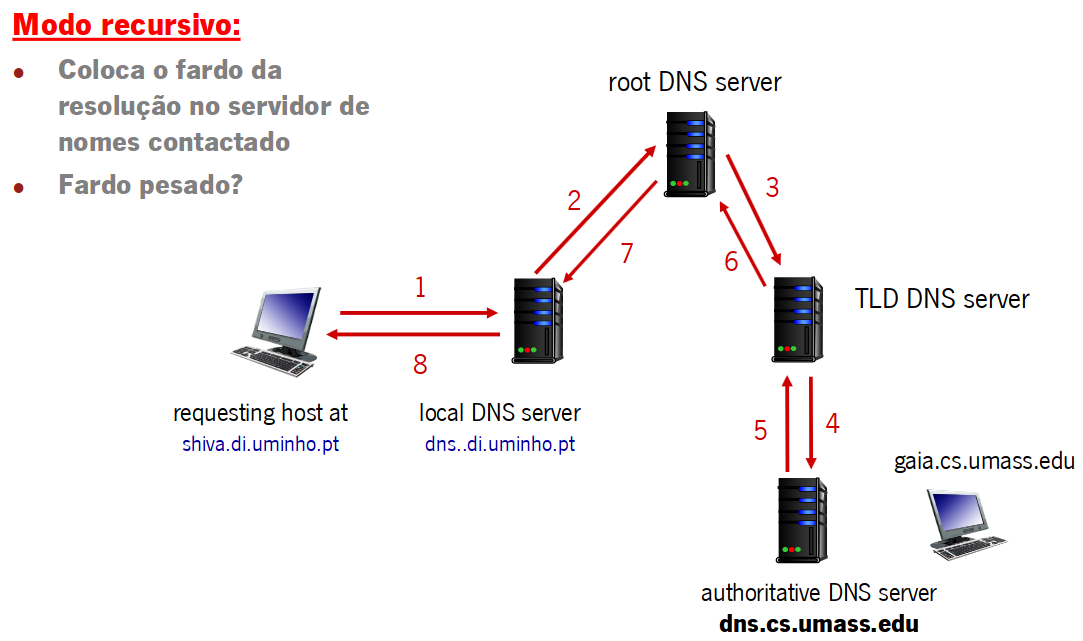 Modo recursivo:
• Coloca o fardo da
resolução no servidor de
nomes contactado
• Fardo pesado?
root DNS server
2
3
7
6
TLD DNS server
1
8
requesting host at
shiva.di.uminho.pt
local DNS server
dns..di.uminho.pt
5
4
gaia.cs.umass.edu
authoritative DNS server
dns.cs.umass.edu